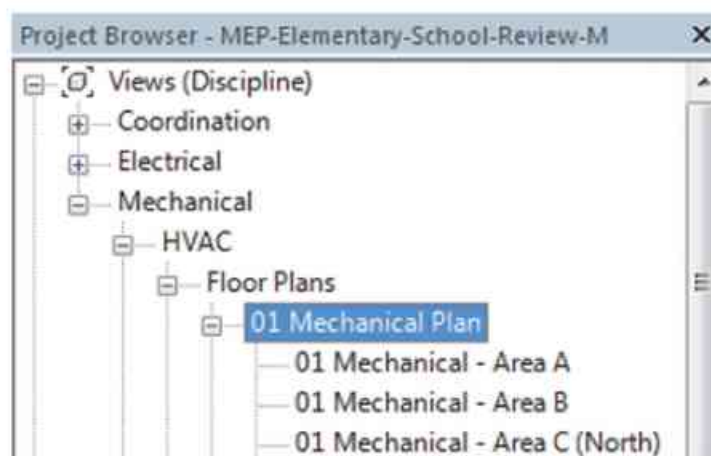 Project Browser - MEP-Elementary-School-Review-M
Views (Discipline)
Coordination
Electrical
Mechanical
HVAC
Floor Plans
01 Mechanical Plan
01 Mechanical - Area A
01 Mechanical - Area B
01 Mechanical - Area C (North)